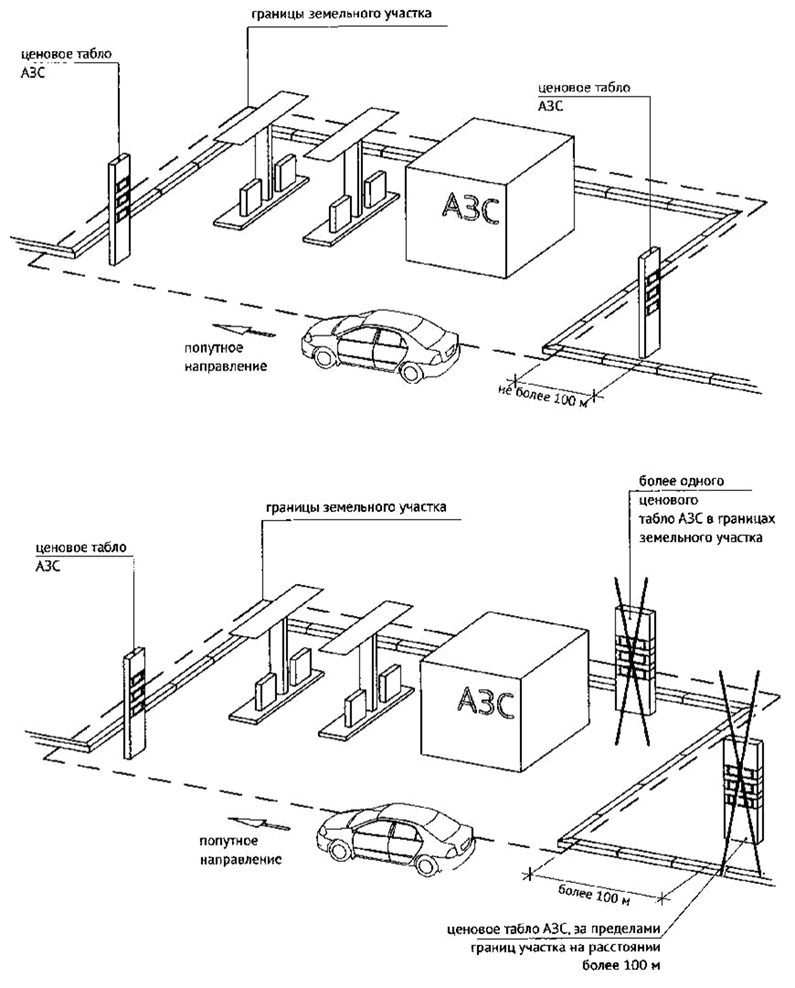 границы земельного участка
ценовое табло
АЗС
ценовое табло
АЗС
АЗС
попутное
направление
не более 100 м
более одного
ценового
табло АЗС в границах
земельного участка
границы земельного участка
ценовое табло
АЗС
АЗС
попутное
направление
более 100 м
ценовое табло АЗС, за пределами
границ участка на расстоянии
более 100 м